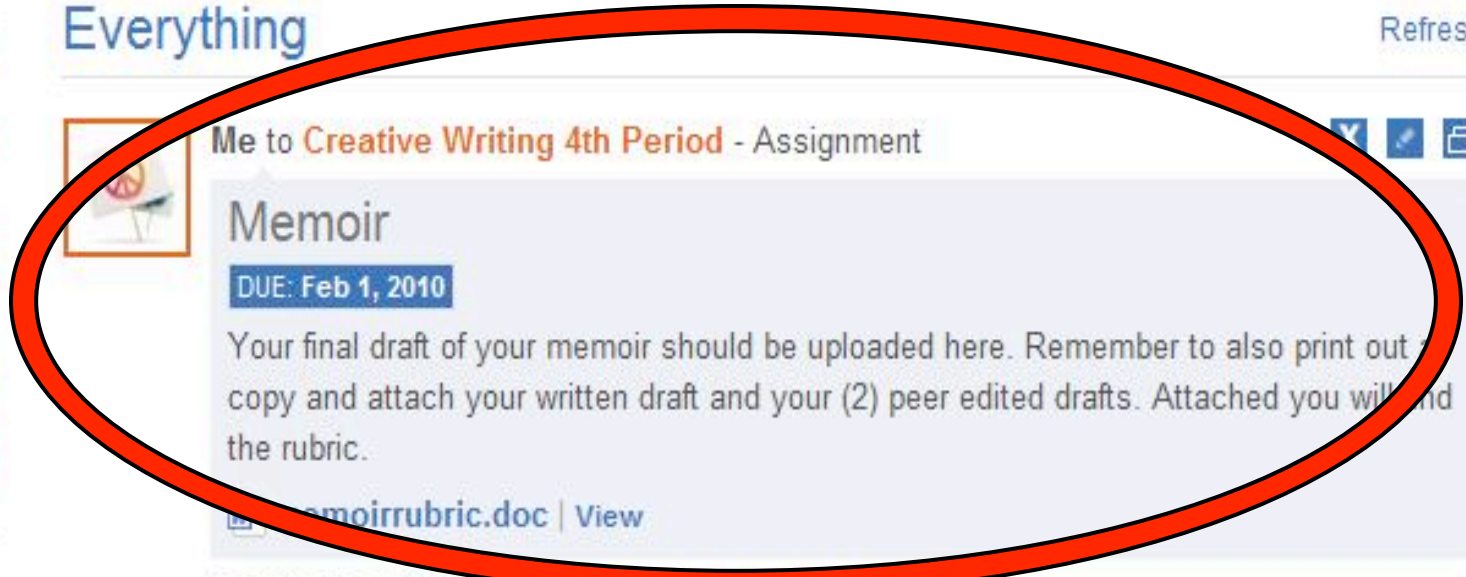 Everything
Refres
Me to Creative Writing 4th Period - Assignment
Memoir
DUE: Feb 1, 2010
Your final draft of your memoir should be uploaded here. Remember to also print out
copy and attach your written draft and your (2) peer edited drafts. Attached you will
the rubric.
emoirrubric.doc | View